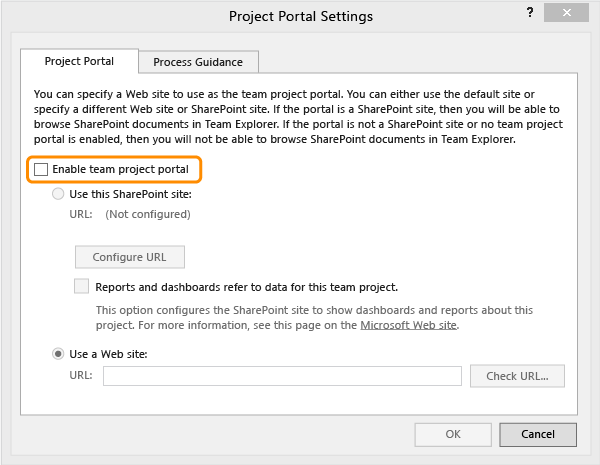 Project Portal Settings
?
Project Portal
Process Guidance
You can specify a Web site to use as the team project portal. You can either use the default site or
specify a different Web site or SharePoint site. If the portal is a SharePoint site, then you will be able to
browse SharePoint documents in Team Explorer. If the portal is not a SharePoint site or no team project
portal is enabled, then you will not be able to browse SharePoint documents in Team Explorer.
Enable team project portal
Use this SharePoint site:
URL: (Not configured)
Configure URL
Reports and dashboards refer to data for this team project.
This option configures the SharePoint site to show dashboards and reports about this
project. For more information, see this page on the Microsoft Web site.
Use a Web site:
URL:
Check URL...
OK
Cancel